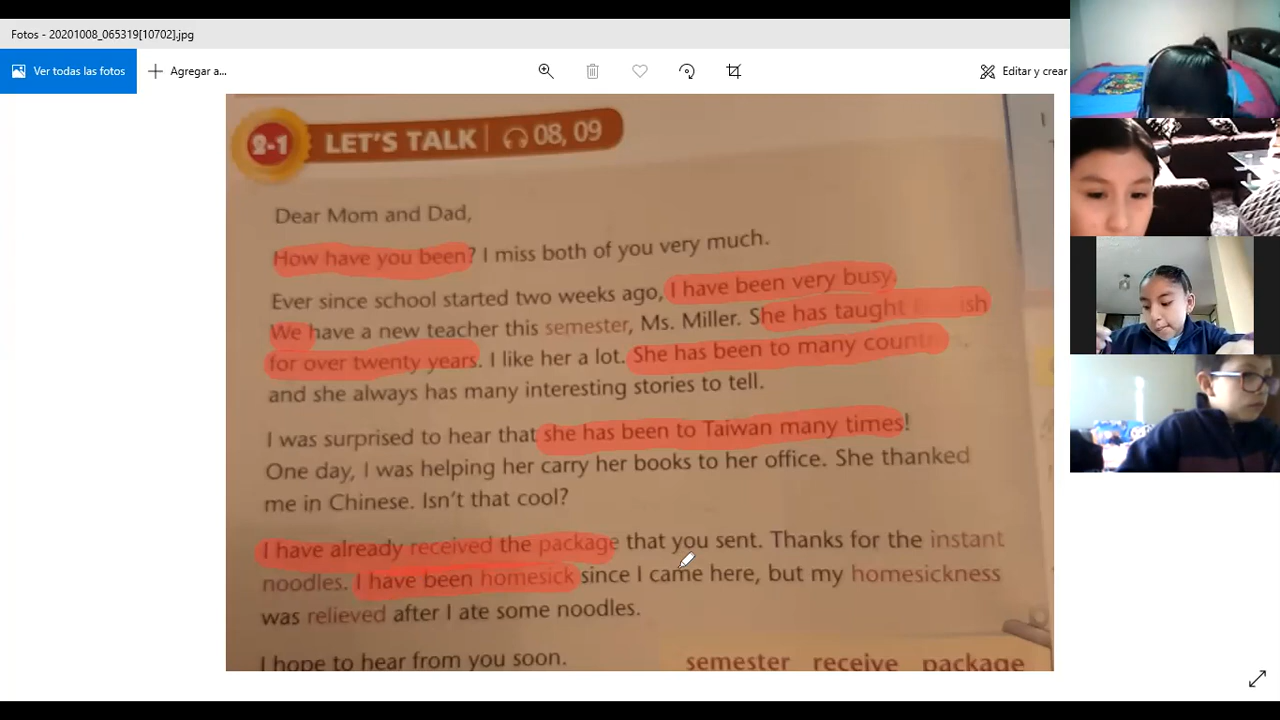 Fotos - 20201008_065319[10702].jpg
Ver todas las fotos
Agregar a...
Editar y crear
2-1 LET'S TALK | 08, 09
Dear Mom and Dad,
How have you been? I miss both of you very much.
Ever since school started two weeks ago, I have been very busy.
We have a new teacher this semester, Ms. Miller. She has taught
for over twenty years. I like her a lot. She has been to many
and she always has many interesting stories to tell.
I was surprised to hear that she has been to Taiwan many times!
One day, I was helping her carry her books to her office. She thanked
me in Chinese. Isn't that cool?
I have already received the package that you sent. Thanks for the instant
noodles. I have been homesick since I came here, but my homesickness
was relieved after I ate some noodles.
I hope to hear from you soon.
semester receive package